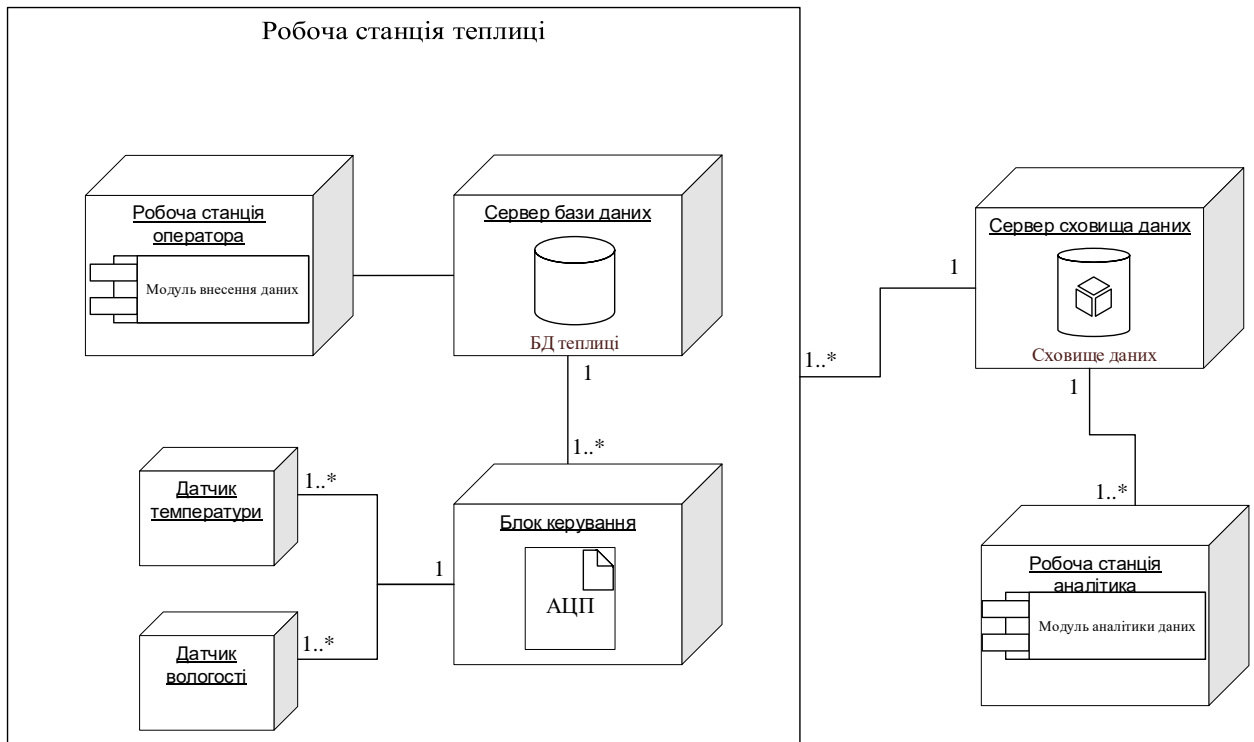 Робоча станція теплиці
Робоча станція
оператора
Модуль внесення даних
Сервер бази даних
БД теплиці
1
1..*
Датчик
температури
1..*
Датчик
вологості
1..*
1
Блок керування
АЦП
1..*
1
Сервер сховища даних
Сховище даних
1
1..*
Робоча станція
аналітика
Модуль аналітики даних